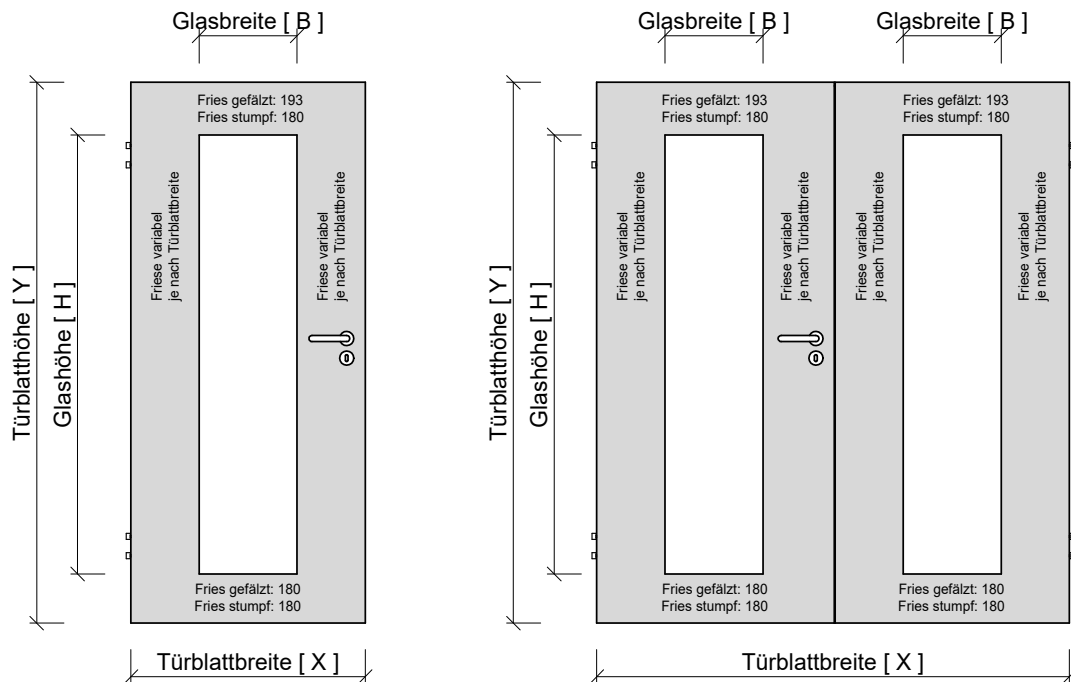 Glasbreite [ B ]
Fries gefälzt: 193
Fries stumpf: 180
Friese variabel
je nach Türblattbreite
Friese variabel
je nach Türblattbreite
Türblatthöhe [ Y ]
Glashöhe [ H ]
Fries gefälzt: 180
Fries stumpf: 180
Türblattbreite [ X ]
Glasbreite [ B ]
Glasbreite [ B ]
Fries gefälzt: 193
Fries stumpf: 180
Fries gefälzt: 193
Fries stumpf: 180
Friese variabel
je nach Türblattbreite
Friese variabel
je nach Türblattbreite
Friese variabel
je nach Türblattbreite
Friese variabel
je nach Türblattbreite
Türblatthöhe [ Y ]
Glashöhe [ H ]
Fries gefälzt: 180
Fries stumpf: 180
Fries gefälzt: 180
Fries stumpf: 180
Türblattbreite [ X ]